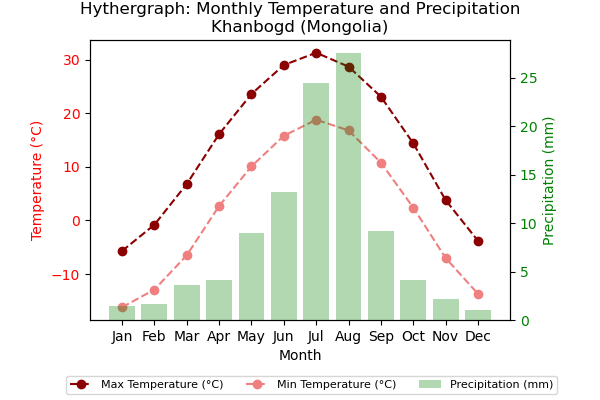 Hythergraph: Monthly Temperature and Precipitation
Khanbogd (Mongolia)
Temperature (°C)
30
20
10
0
−10
Precipitation (mm)
25
20
15
10
5
0
Jan Feb Mar Apr May Jun Jul Aug Sep Oct Nov Dec
Month
Max Temperature (°C) Min Temperature (°C) Precipitation (mm)